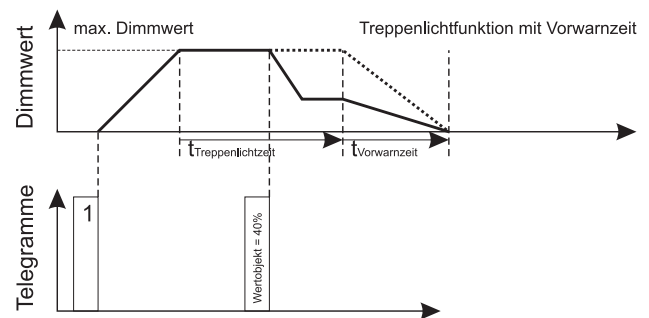 max. Dimmwert
Treppenlichtfunktion mit Vorwarnzeit
Dimmwert
tTreppenlichtzeit
tVorwarnzeit
Telegramme
1
Wertobjekt = 40%